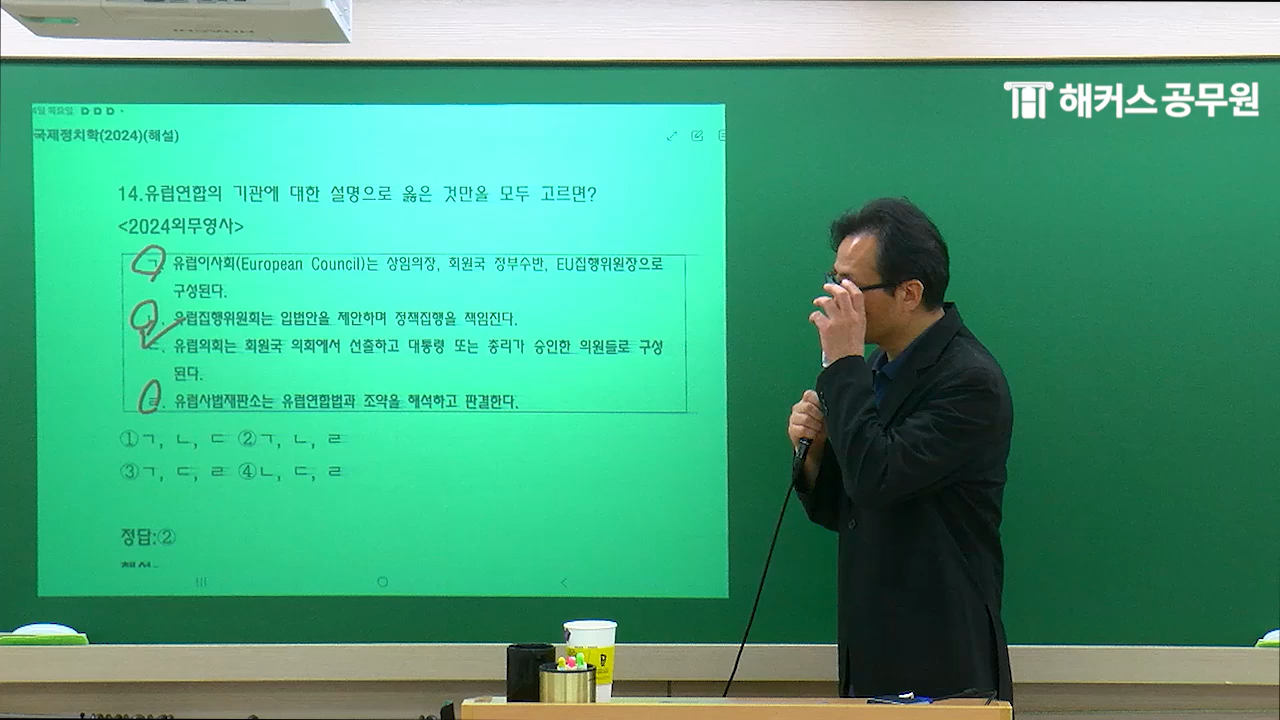 해커스공무원
국제정치학(2024)(해설)
14.유럽연합의 기관에 대한 설명으로 옳은 것만을 모두 고르면?
<2024외무영사>
ㄱ. 유럽이사회(European Council)는 상임의장, 회원국 정부수반, EU집행위원장으로
구성된다.
ㄴ. 유럽집행위원회는 입법안을 제안하며 정책집행을 책임진다.
ㄷ. 유럽의회는 회원국 의회에서 선출하고 대통령 또는 총리가 승인한 의원들로 구성
된다.
ㄹ. 유럽사법재판소는 유럽연합법과 조약을 해석하고 판결한다.
①ㄱ, ㄴ, ㄷ ②ㄱ, ㄴ, ㄹ
③ㄱ, ㄷ, ㄹ ④ㄴ, ㄷ, ㄹ
정답:②